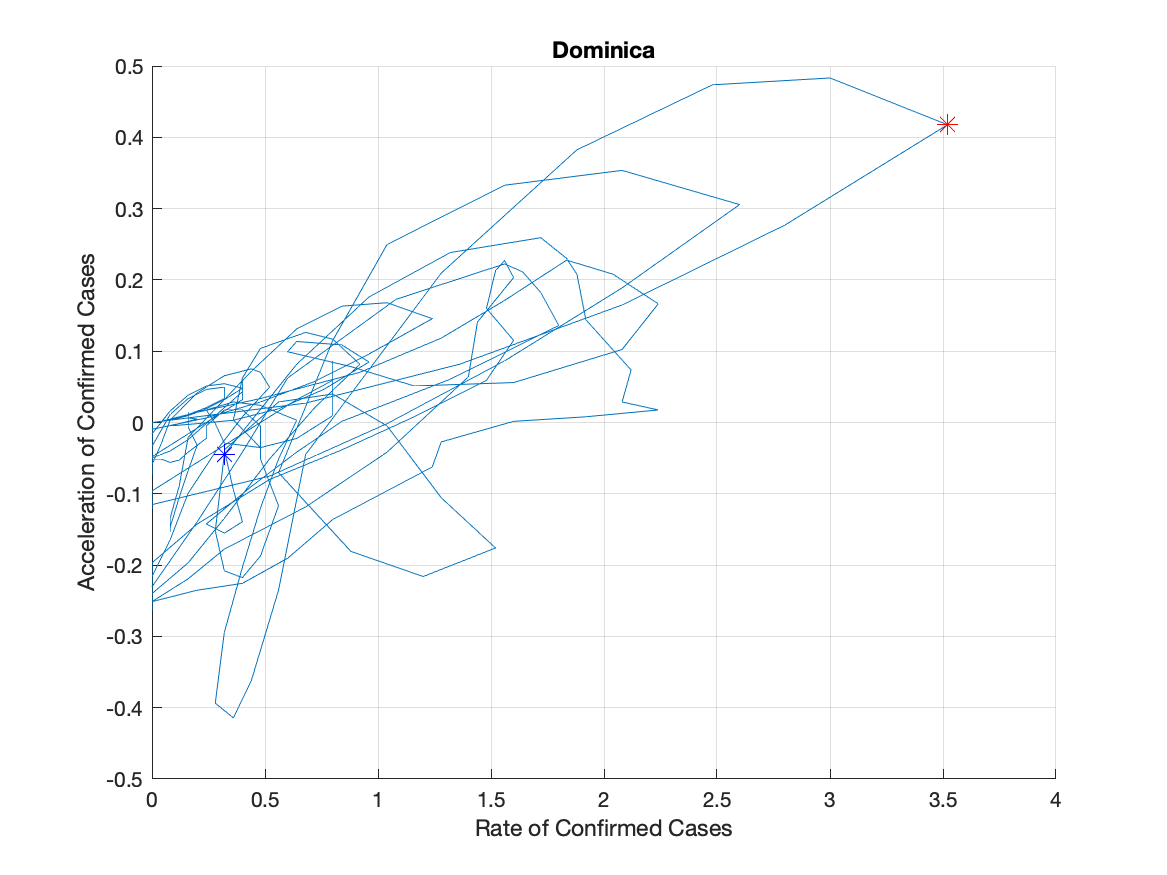 Dominica
0.5
0.4
0.3
0.2
0.1
0
-0.1
-0.2
-0.3
-0.4
-0.5
Acceleration of Confirmed Cases
0 0.5 1 1.5 2 2.5 3 3.5 4
Rate of Confirmed Cases